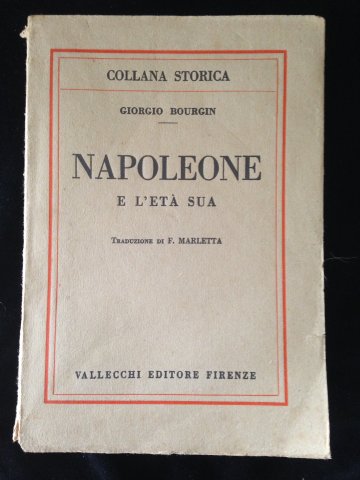 COLLANA STORICA
GIORGIO BOURGIN
NAPOLEONE
E L'ETÀ SUA
TRADUZIONE DI F. MARLETTA
VALLECCHI EDITORE FIRENZE